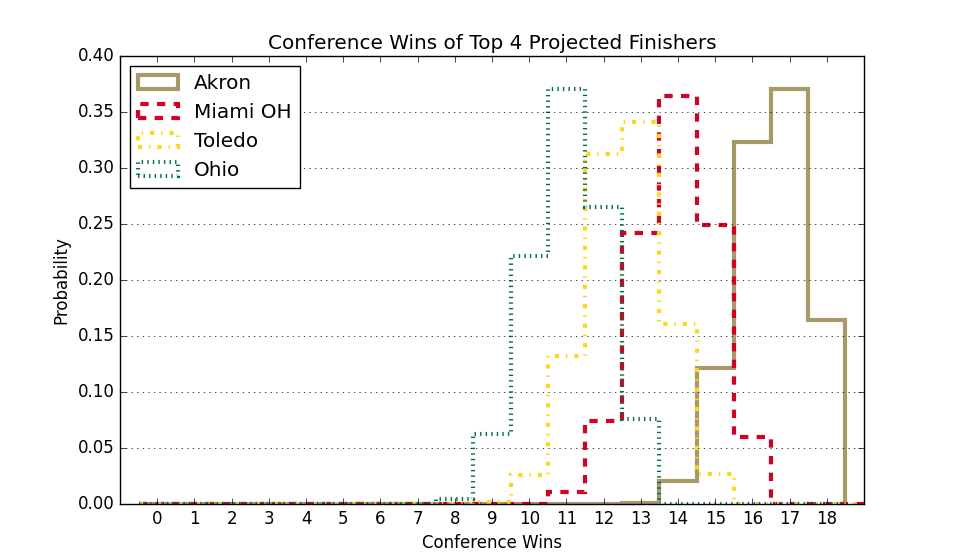 Conference Wins of Top 4 Projected Finishers
0.40
0.35
0.30
0.25
0.20
0.15
0.10
0.05
0.00
Probability
Akron
Miami OH
Toledo
Ohio
0 1 2 3 4 5 6 7 8 9 10 11 12 13 14 15 16 17 18
Conference Wins